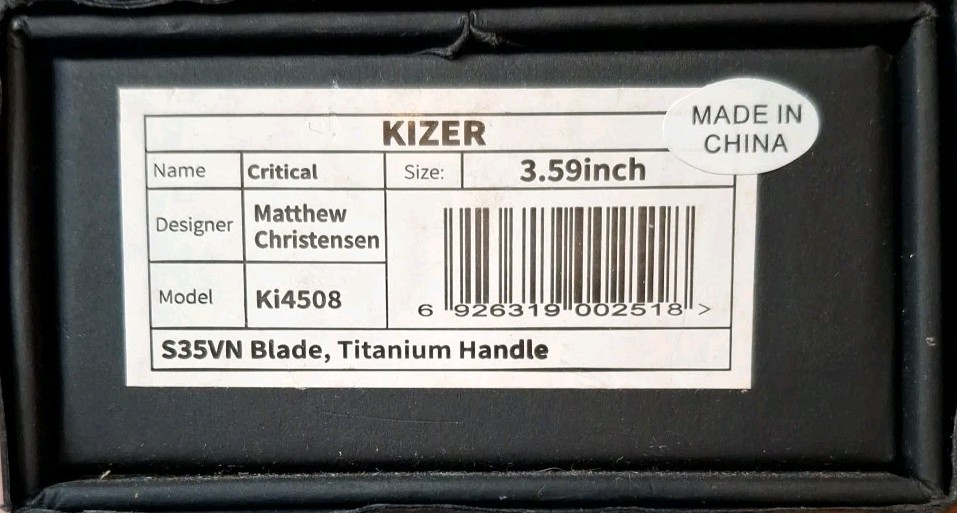 KIZER
MADE IN
CHINA
Name Critical Size: 3.59inch
Designer Matthew
Christensen
Model Ki4508
6 926319 002518 >
S35VN Blade, Titanium Handle